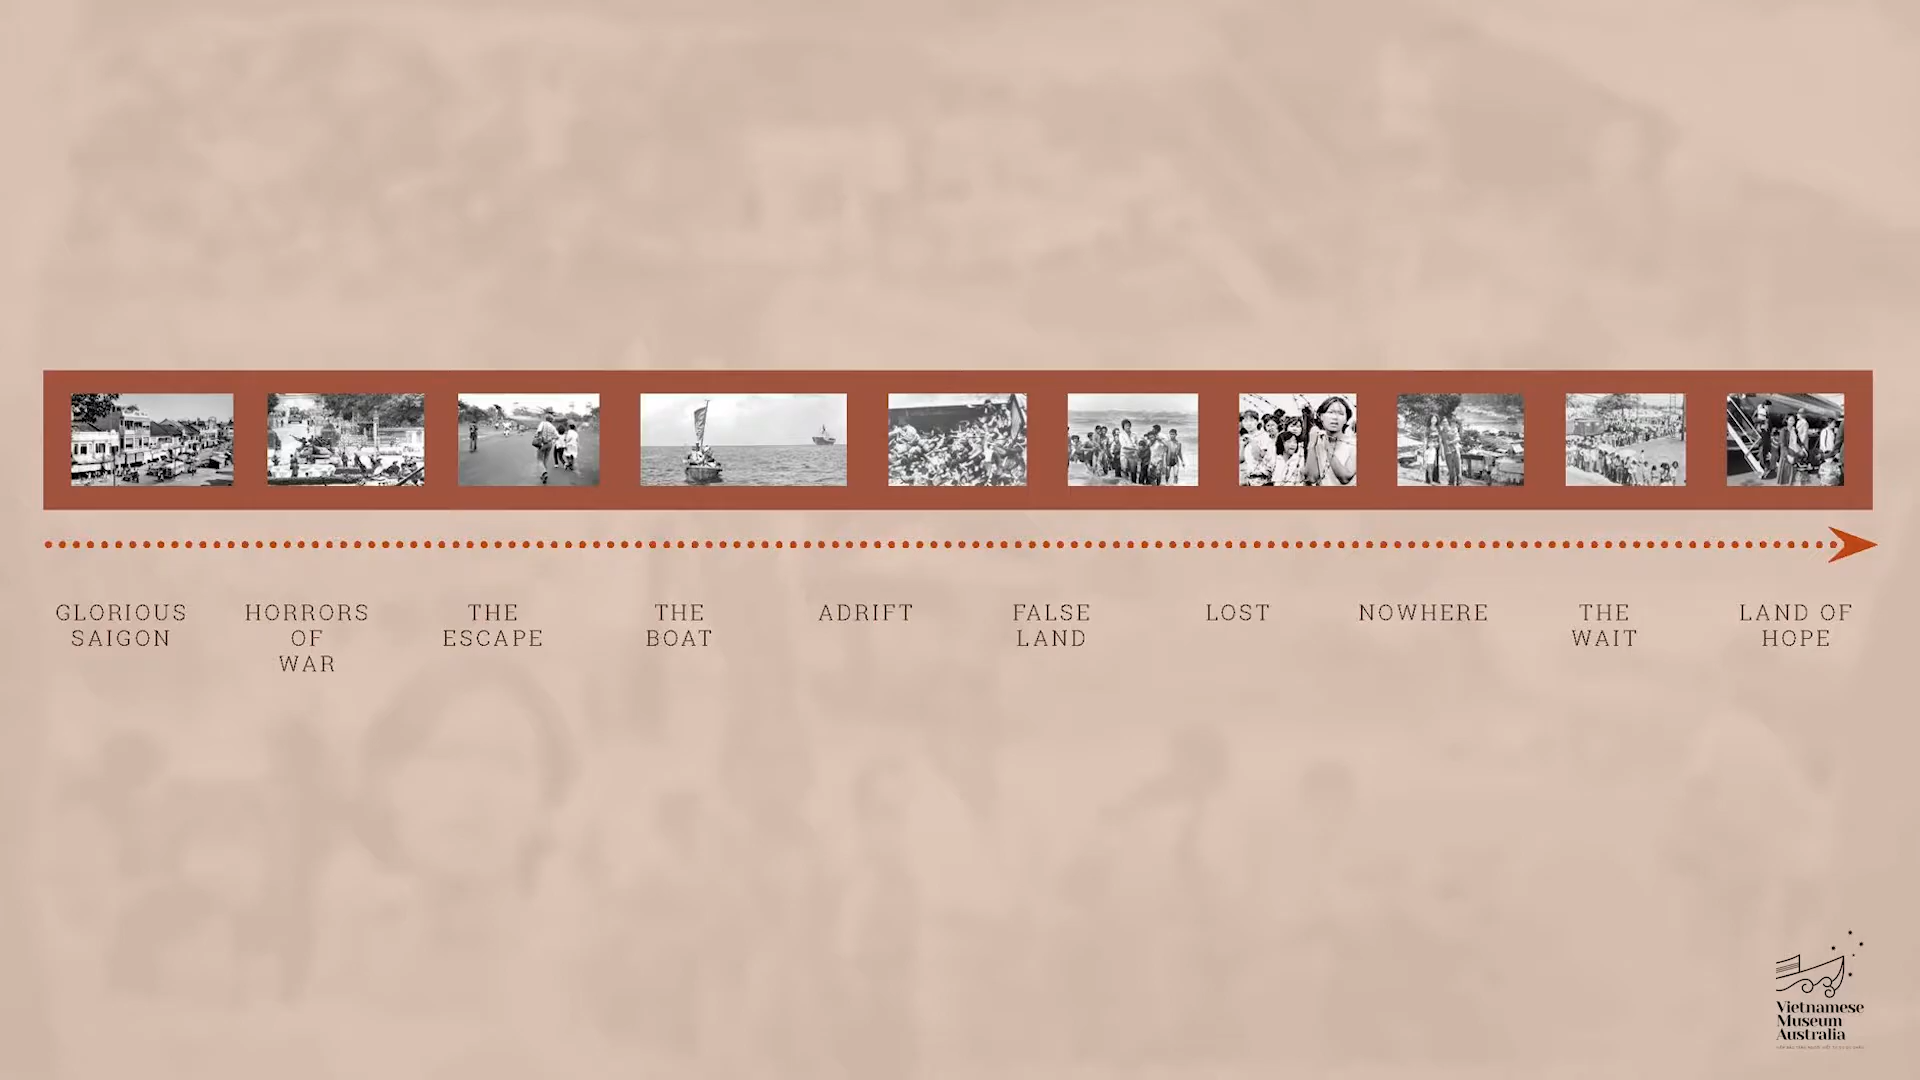 GLORIOUS
SAIGON
HORRORS
OF
WAR
THE
ESCAPE
THE
BOAT
ADRIFT
FALSE
LAND
LOST
NOWHERE
THE
WAIT
LAND OF
HOPE
Vietnamese
Museum
Australia